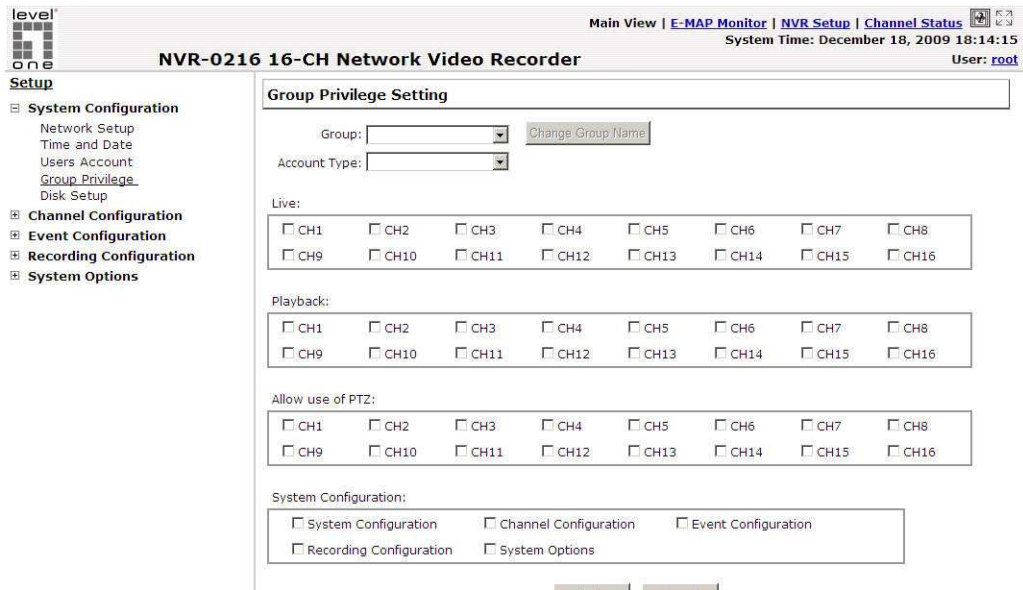 level
one
Main View | E-MAP Monitor | NVR Setup | Channel Status
System Time: December 18, 2009 18:14:15
NVR-0216 16-CH Network Video Recorder
User: root
Setup
System Configuration
Network Setup
Time and Date
Users Account
Group Privilege
Disk Setup
Channel Configuration
Event Configuration
Recording Configuration
System Options
Group Privilege Setting
Group:
Change Group Name
Account Type:
Live:
CH1 CH2 CH3 CH4 CH5 CH6 CH7 CH8
CH9 CH10 CH11 CH12 CH13 CH14 CH15 CH16
Playback:
CH1 CH2 CH3 CH4 CH5 CH6 CH7 CH8
CH9 CH10 CH11 CH12 CH13 CH14 CH15 CH16
Allow use of PTZ:
CH1 CH2 CH3 CH4 CH5 CH6 CH7 CH8
CH9 CH10 CH11 CH12 CH13 CH14 CH15 CH16
System Configuration:
System Configuration Channel Configuration Event Configuration
Recording Configuration System Options